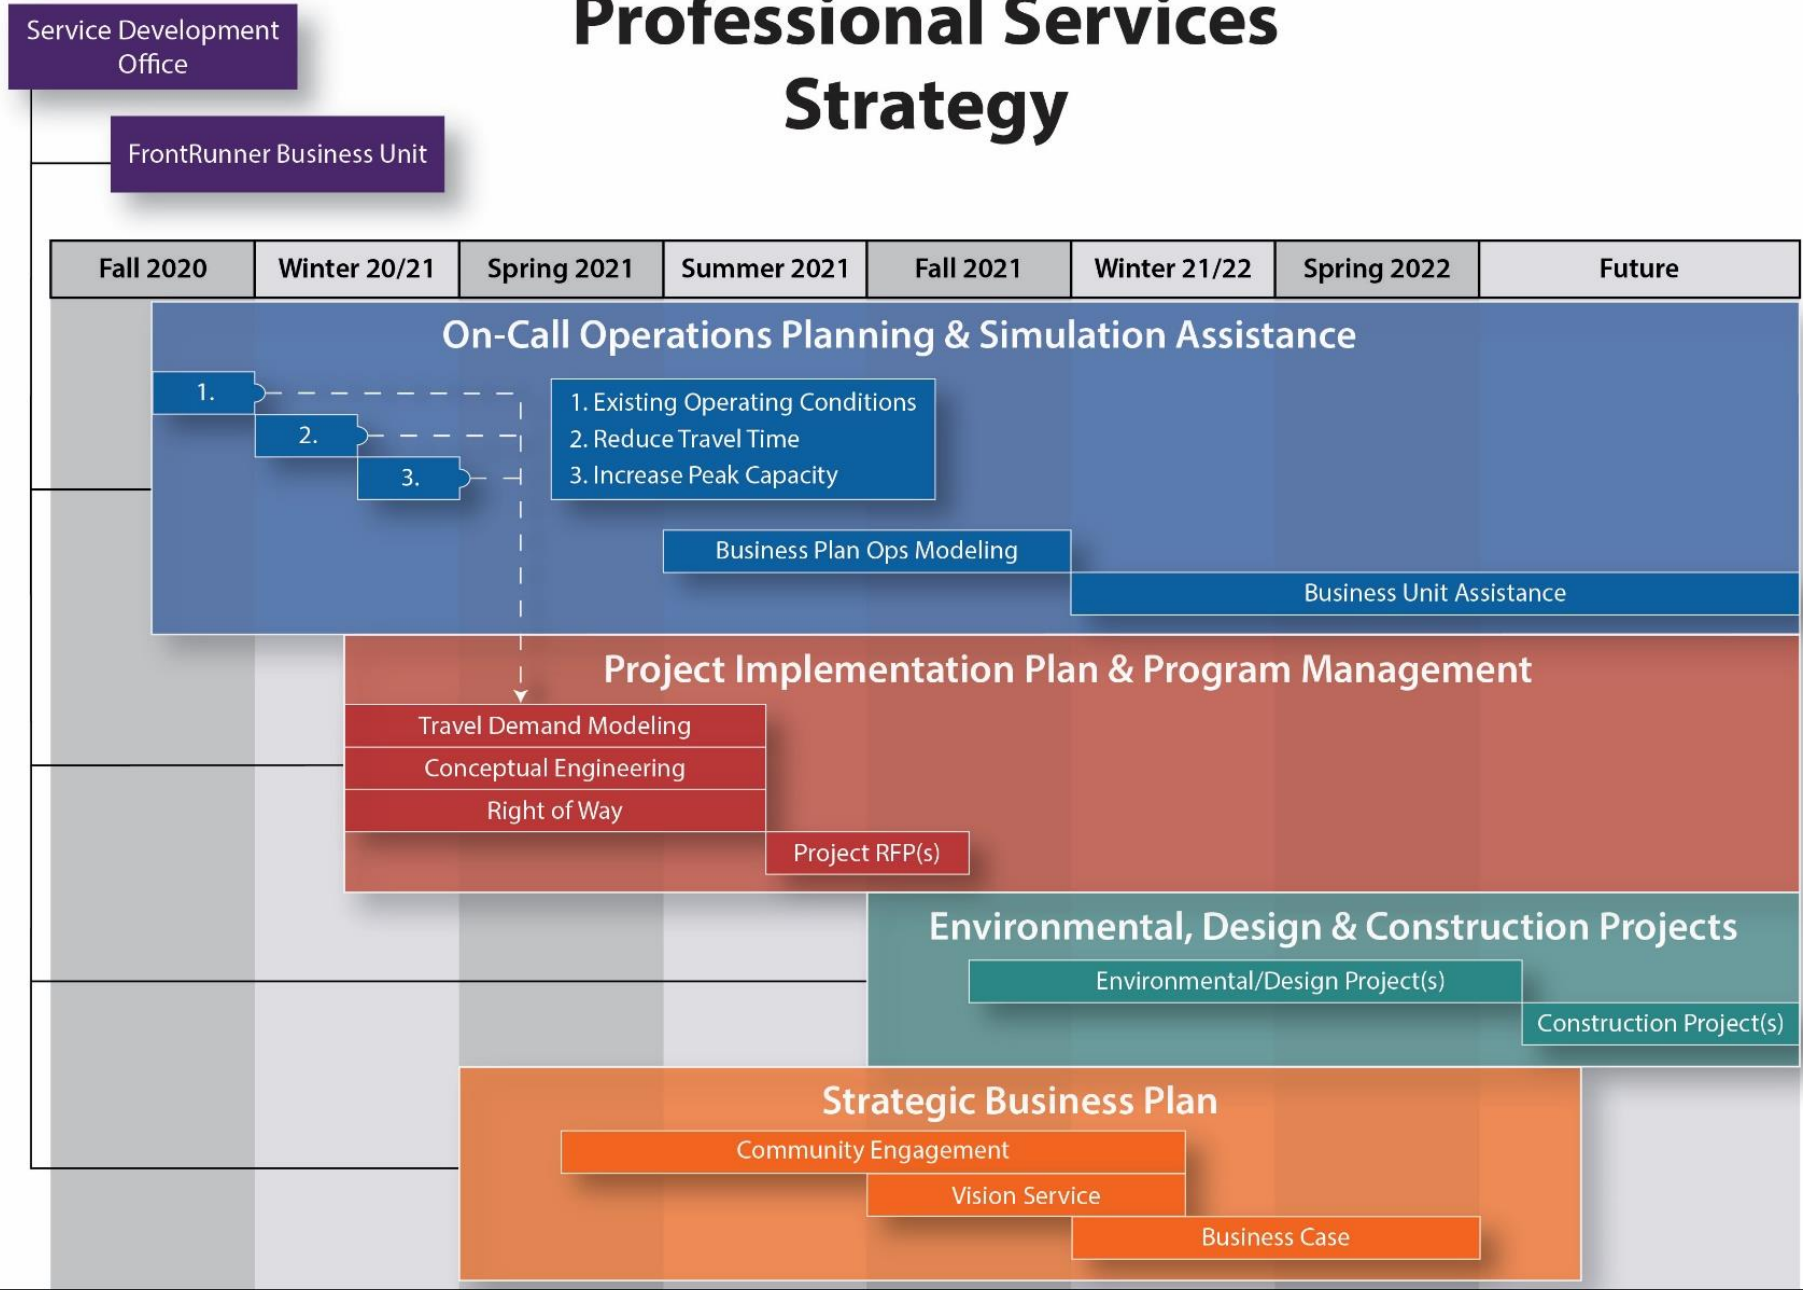 Professional Services
Strategy
Service Development
Office
FrontRunner Business Unit
Fall 2020
Winter 20/21
Spring 2021
Summer 2021
Fall 2021
Winter 21/22
Spring 2022
Future
On-Call Operations Planning & Simulation Assistance
1.
2.
3.
1. Existing Operating Conditions
2. Reduce Travel Time
3. Increase Peak Capacity
Business Plan Ops Modeling
Business Unit Assistance
Project Implementation Plan & Program Management
Travel Demand Modeling
Conceptual Engineering
Right of Way
Project RFP(s)
Environmental, Design & Construction Projects
Environmental/Design Project(s)
Construction Project(s)
Strategic Business Plan
Community Engagement
Vision Service
Business Case